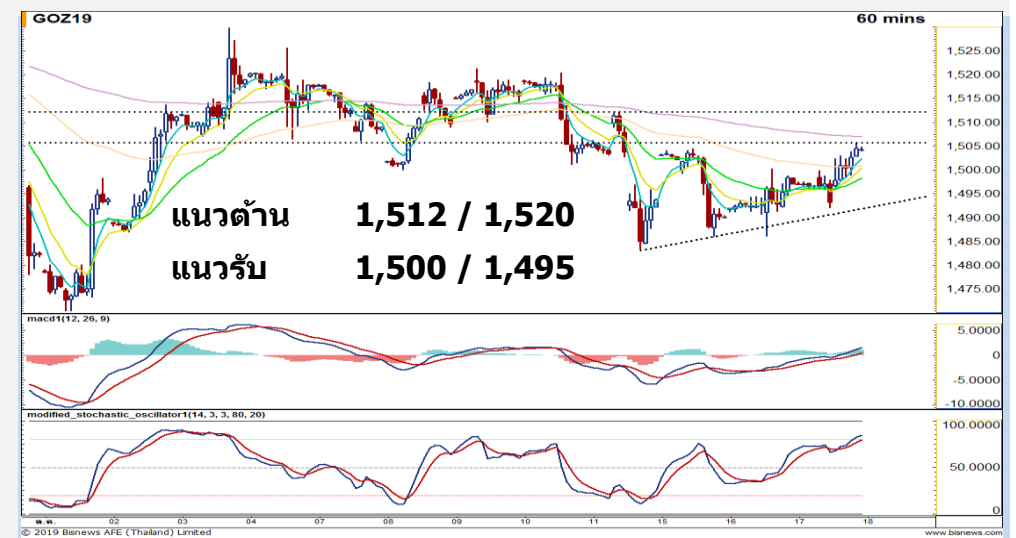 GOZ19 60 mins
1,525.00
1,520.00
1,515.00
1,510.00
1,505.00
1,500.00
1,495.00
1,490.00
1,485.00
1,480.00
1,475.00
แนวต้าน 1,512 / 1,520
แนวรับ 1,500 / 1,495
macd1(12, 26, 9)
5.0000
0
-5.0000
-10.0000
modified_stochastic_oscillator1(14, 3, 3, 80, 20)
100.0000
50.0000
0
ต.ค. 02 03 04 07 08 09 10 11 15 16 17 18
© 2019 Bisnews AFE (Thailand) Limited www.bisnews.com